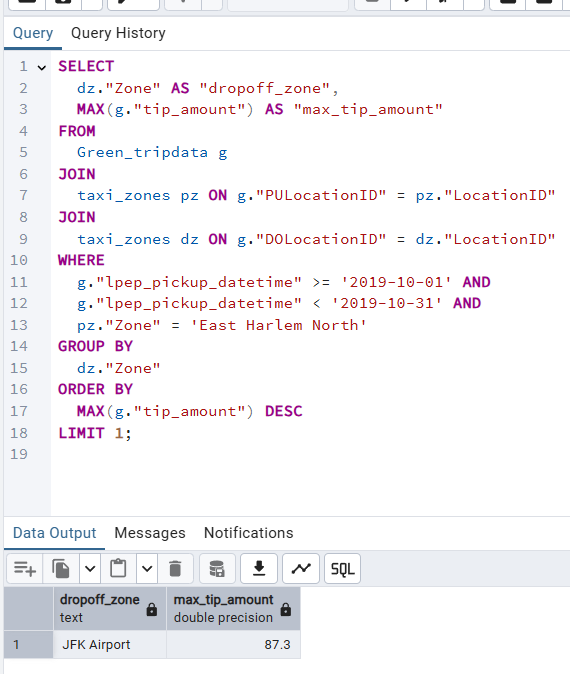 Query Query History
1 SELECT
2 dz."Zone" AS "dropoff_zone",
3 MAX(g."tip_amount") AS "max_tip_amount"
4 FROM
5 Green_tripdata g
6 JOIN
7 taxi_zones pz ON g."PULocationID" = pz."LocationID"
8 JOIN
9 taxi_zones dz ON g."DOLocationID" = dz."LocationID"
10 WHERE
11 g."lpep_pickup_datetime" >= '2019-10-01' AND
12 g."lpep_pickup_datetime" < '2019-10-31' AND
13 pz."Zone" = 'East Harlem North'
14 GROUP BY
15 dz."Zone"
16 ORDER BY
17 MAX(g."tip_amount") DESC
18 LIMIT 1;
19
Data Output Messages Notifications
SQL
dropoff_zone max_tip_amount
text double precision
1 JFK Airport 87.3